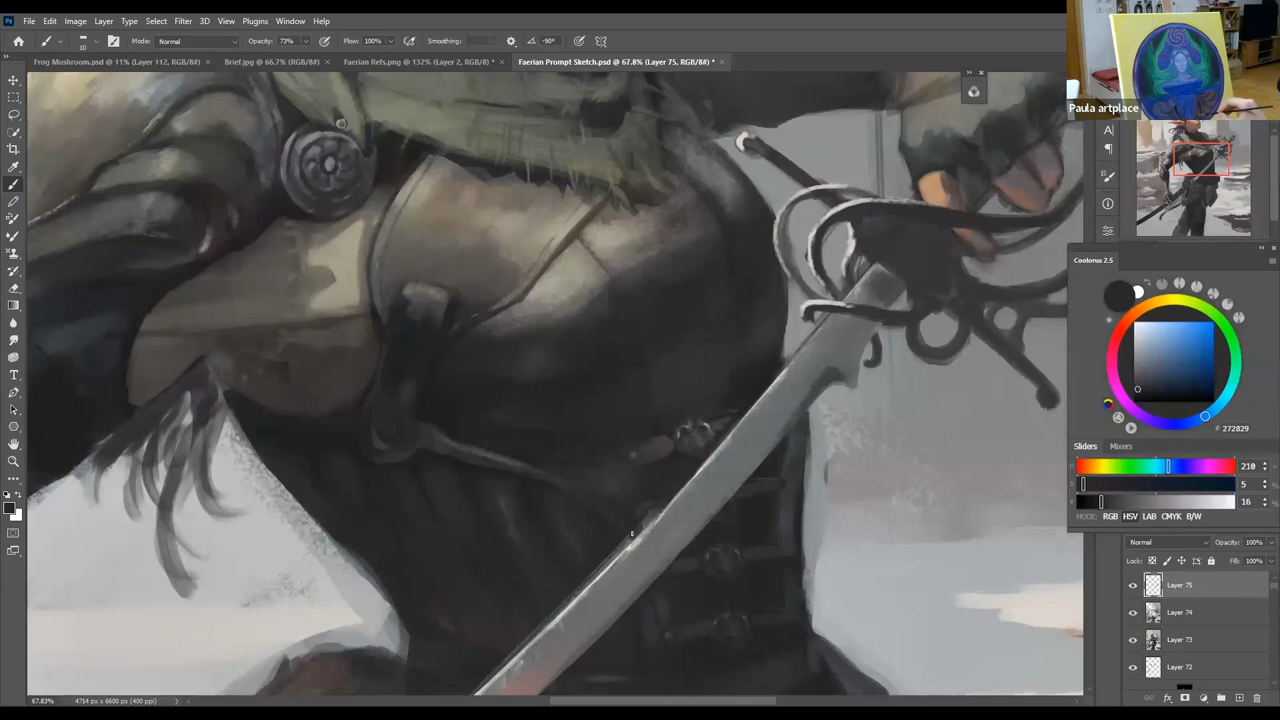 Ps File Edit Image Layer Type Select Filter 3D View Plugins Window Help
10 Mode: Normal Opacity: 73% Flow: 100% Smoothing: -90°
Frog Mushroom.psd @ 11% (Layer 112, RGB/8#) × Brief.jpg @ 66.7% (RGB/8#) × Faerian Refs.png @ 132% (Layer 2, RGB/8#) * × Faerian Prompt Sketch.psd @ 67.8% (Layer 75, RGB/8#) * ×
Paula artplace
Coolorus 2.5
# 272829
Sliders Mixers
H 210
S 5 %
V 16 %
MODE: RGB HSV LAB CMYK B/W
Normal Opacity: 100%
Lock: Fill: 100%
Layer 75
Layer 74
Layer 73
Layer 72
67.83% 4714 px x 6600 px (400 ppi)